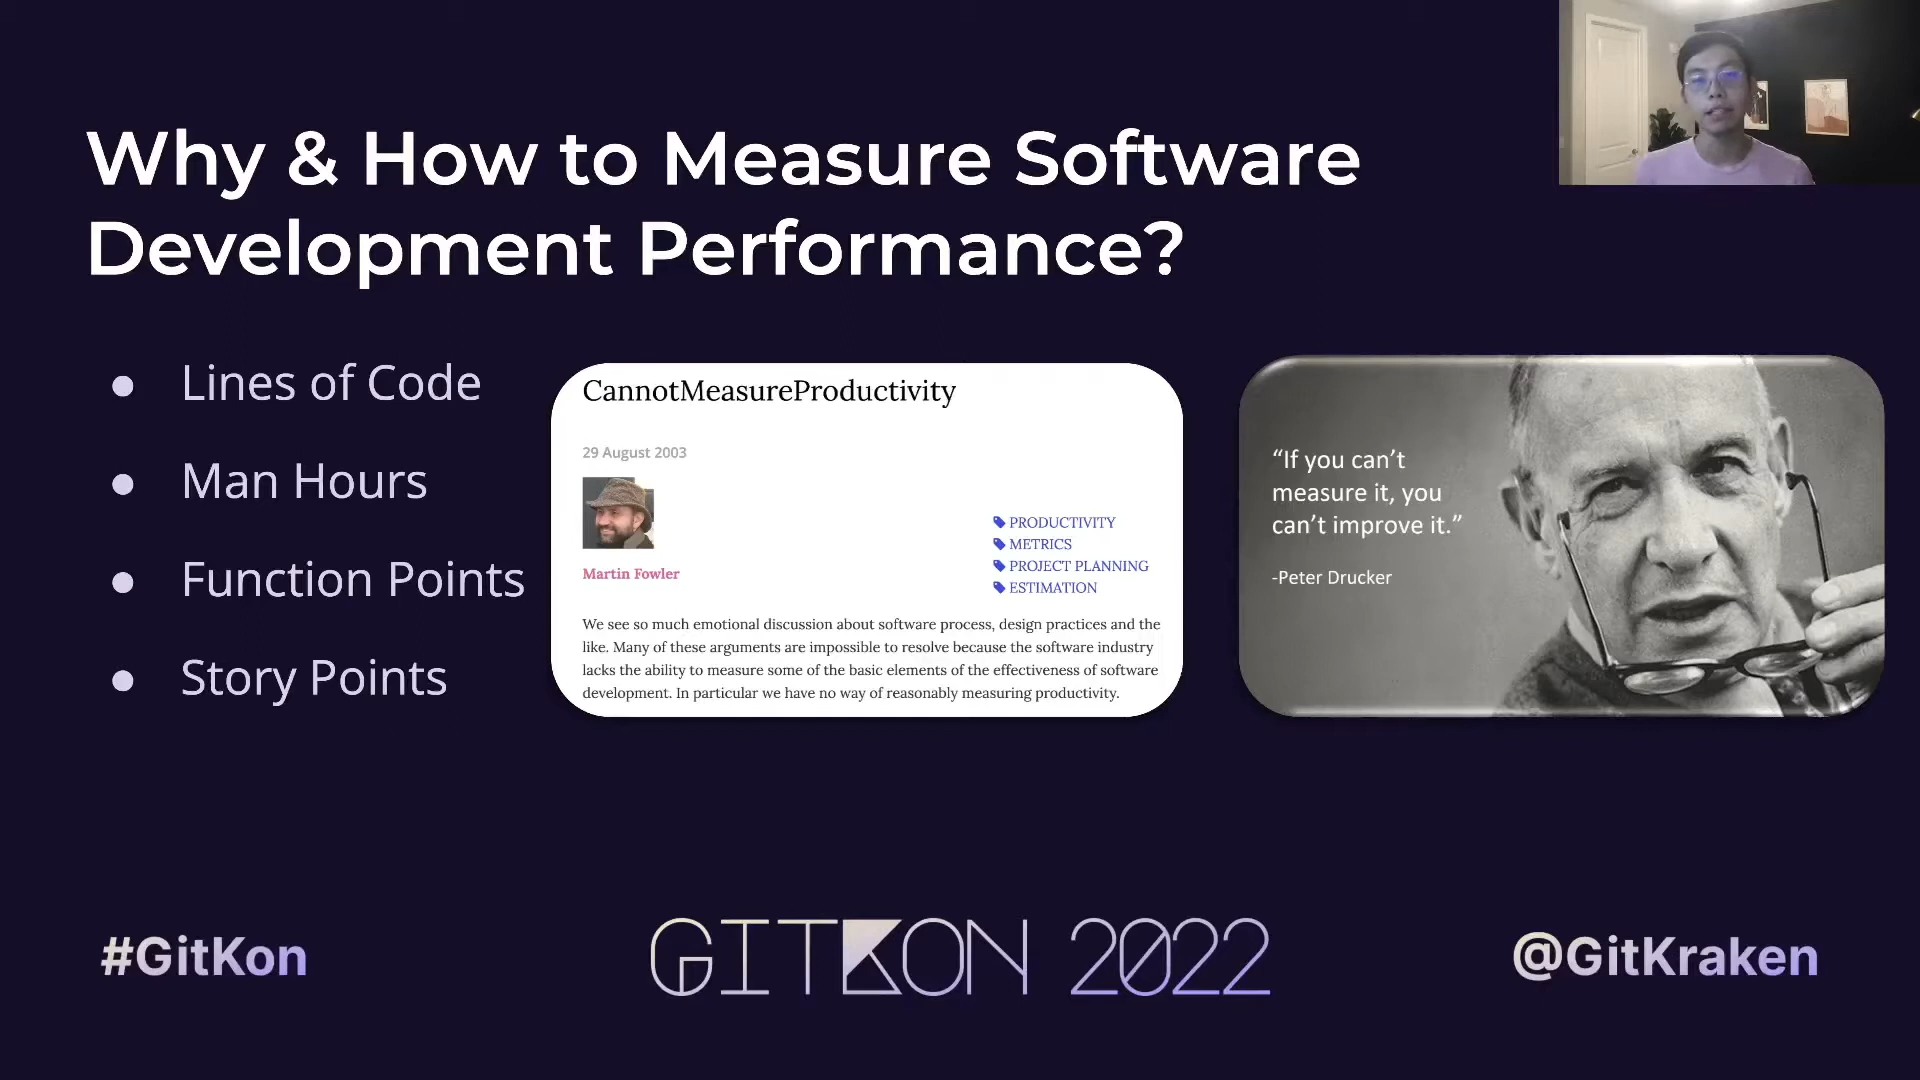 Why & How to Measure Software
Development Performance?
● Lines of Code
● Man Hours
● Function Points
● Story Points
CannotMeasureProductivity
29 August 2003
Martin Fowler
PRODUCTIVITY
METRICS
PROJECT PLANNING
ESTIMATION
We see so much emotional discussion about software process, design practices and the
like. Many of these arguments are impossible to resolve because the software industry
lacks the ability to measure some of the basic elements of the effectiveness of software
development. In particular we have no way of reasonably measuring productivity.
“If you can’t
measure it, you
can’t improve it.”
-Peter Drucker
#GitKon
GITKON 2022
@GitKraken